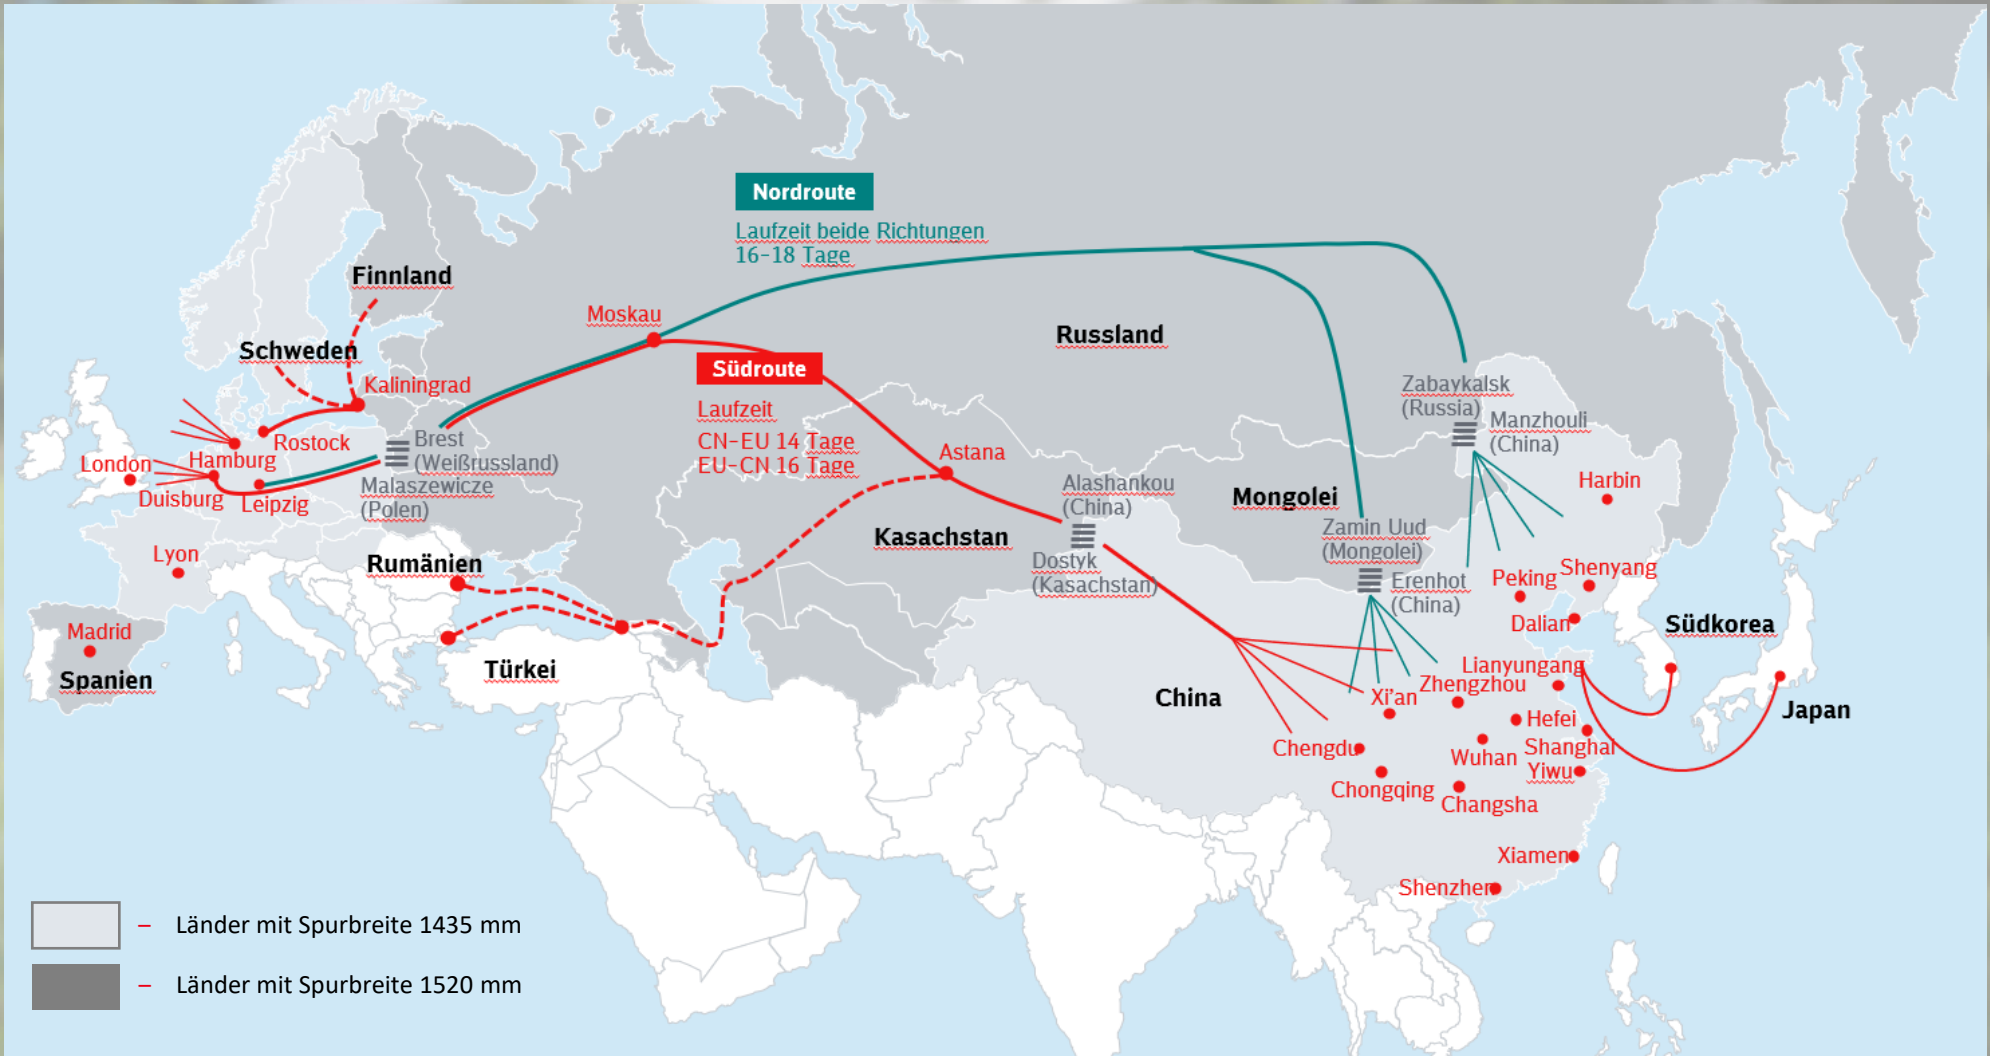 Nordroute
Laufzeit beide Richtungen
16-18 Tage
Finnland
Moskau
Russland
Schweden
Südroute
Kaliningrad
Zabaykalsk
(Russia)
Laufzeit
CN-EU 14 Tage
EU-CN 16 Tage
Manzhouli
(China)
Rostock
Brest
(Weißrussland)
Hamburg
London
Astana
Malaszewicze
(Polen)
Duisburg
Leipzig
Alashankou
(China)
Mongolei
Harbin
Zamin Uud
(Mongolei)
Kasachstan
Lyon
Rumänien
Dostyk
(Kasachstan)
Erenhot
(China)
Peking
Shenyang
Dalian
Südkorea
Madrid
Spanien
Türkei
Lianyungang
China
Xi'an
Zhengzhou
Japan
Hefei
Chengdu
Wuhan
Shanghai
Yiwu
Chongqing
Changsha
Xiamen
Shenzhen
– Länder mit Spurbreite 1435 mm
– Länder mit Spurbreite 1520 mm